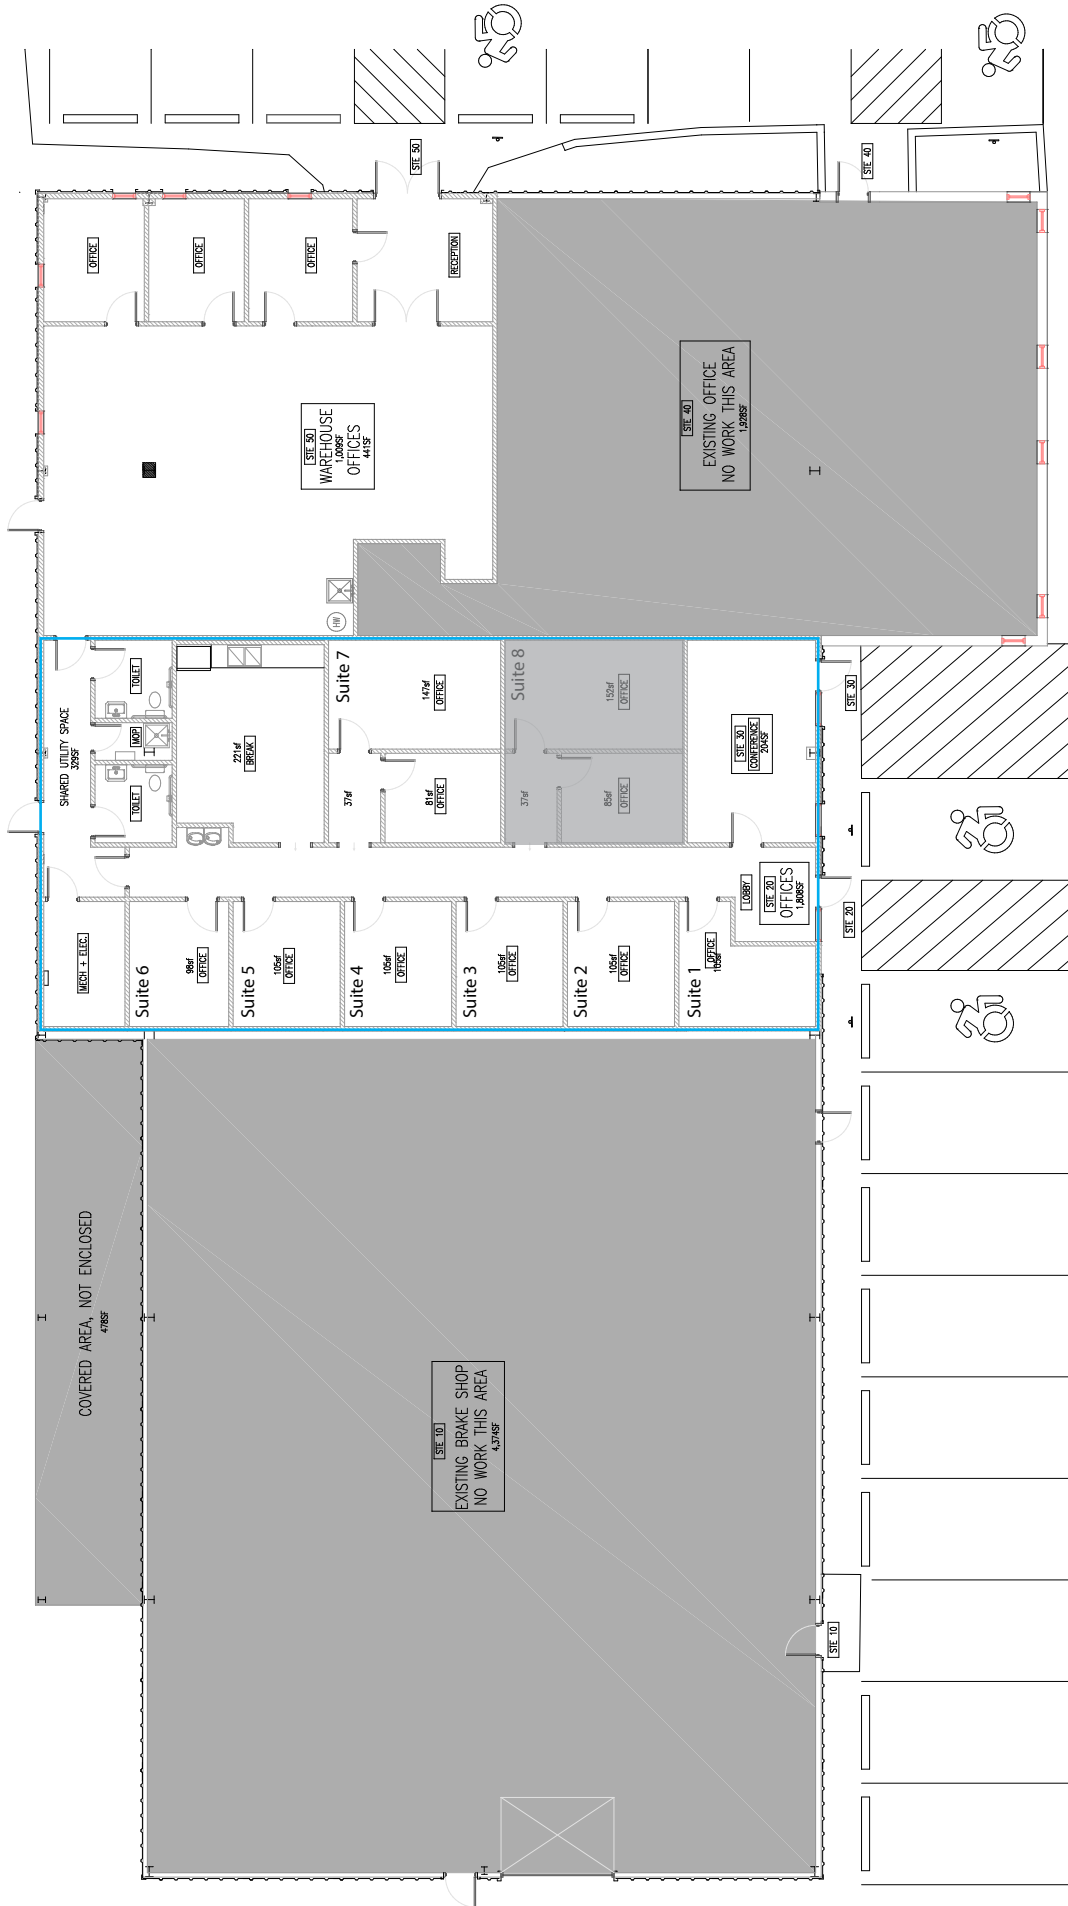 STE 50
STE 40
OFFICE
OFFICE
OFFICE
RECEPTION
STE 50
WAREHOUSE
1,009SF
OFFICES
441SF
STE 40
EXISTING OFFICE
NO WORK THIS AREA
1,928SF
HW
SHARED UTILITY SPACE
329SF
TOILET
MOP
TOILET
221sf
BREAK
Suite 7
147sf
OFFICE
37sf
81sf
OFFICE
Suite 8
152sf
OFFICE
37sf
85sf
OFFICE
STE 30
CONFERENCE
204SF
STE 30
LOBBY
STE 20
OFFICES
1,808SF
STE 20
MECH + ELEC.
Suite 6
98sf
OFFICE
Suite 5
105sf
OFFICE
Suite 4
105sf
OFFICE
Suite 3
105sf
OFFICE
Suite 2
105sf
OFFICE
Suite 1
OFFICE
105sf
COVERED AREA, NOT ENCLOSED
478SF
STE 10
EXISTING BRAKE SHOP
NO WORK THIS AREA
4,374SF
STE 10